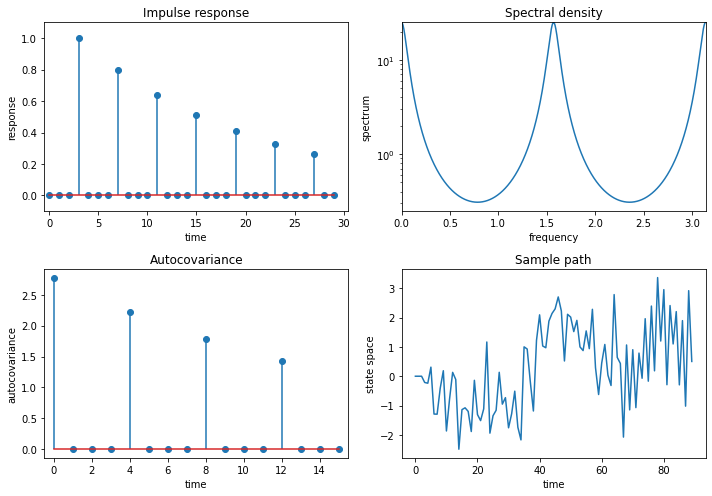 Impulse response
1.0
0.8
0.6
0.4
0.2
0.0
response
0 5 10 15 20 25 30
time
Spectral density
10¹
10⁰
spectrum
0.0 0.5 1.0 1.5 2.0 2.5 3.0
frequency
Autocovariance
2.5
2.0
1.5
1.0
0.5
0.0
autocovariance
0 2 4 6 8 10 12 14
time
Sample path
3
2
1
0
−1
−2
state space
0 20 40 60 80
time